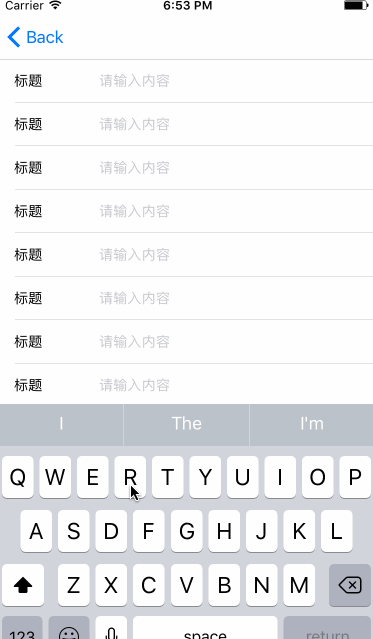 Carrier 6:53 PM
Back
标题 请输入内容
标题 请输入内容
标题 请输入内容
标题 请输入内容
标题 请输入内容
标题 请输入内容
标题 请输入内容
标题 请输入内容
I The I'm
Q W E R T Y U I O P
A S D F G H J K L
Z X C V B N M
123 space return